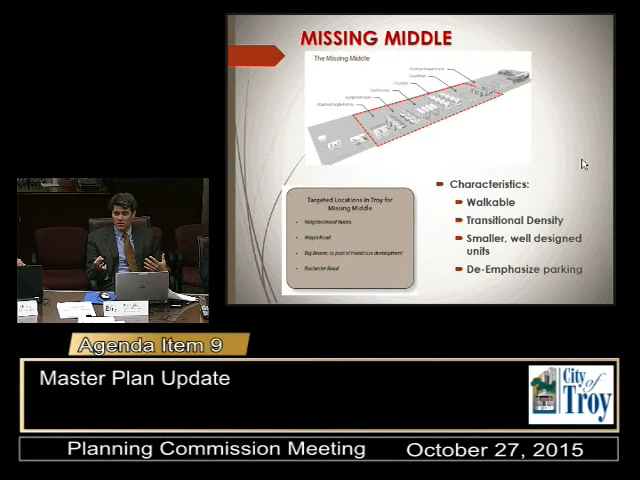 MISSING MIDDLE
The Missing Middle
Targeted Locations in Troy for
Missing Middle
Neighborhood Nodes
Maple Road
Big Beaver, as part of mixed use development
Rochester Road
Characteristics:
Walkable
Transitional Density
Smaller, well designed
units
De-Emphasize parking
Agenda Item 9
Master Plan Update
City
of
Troy
Planning Commission Meeting October 27, 2015